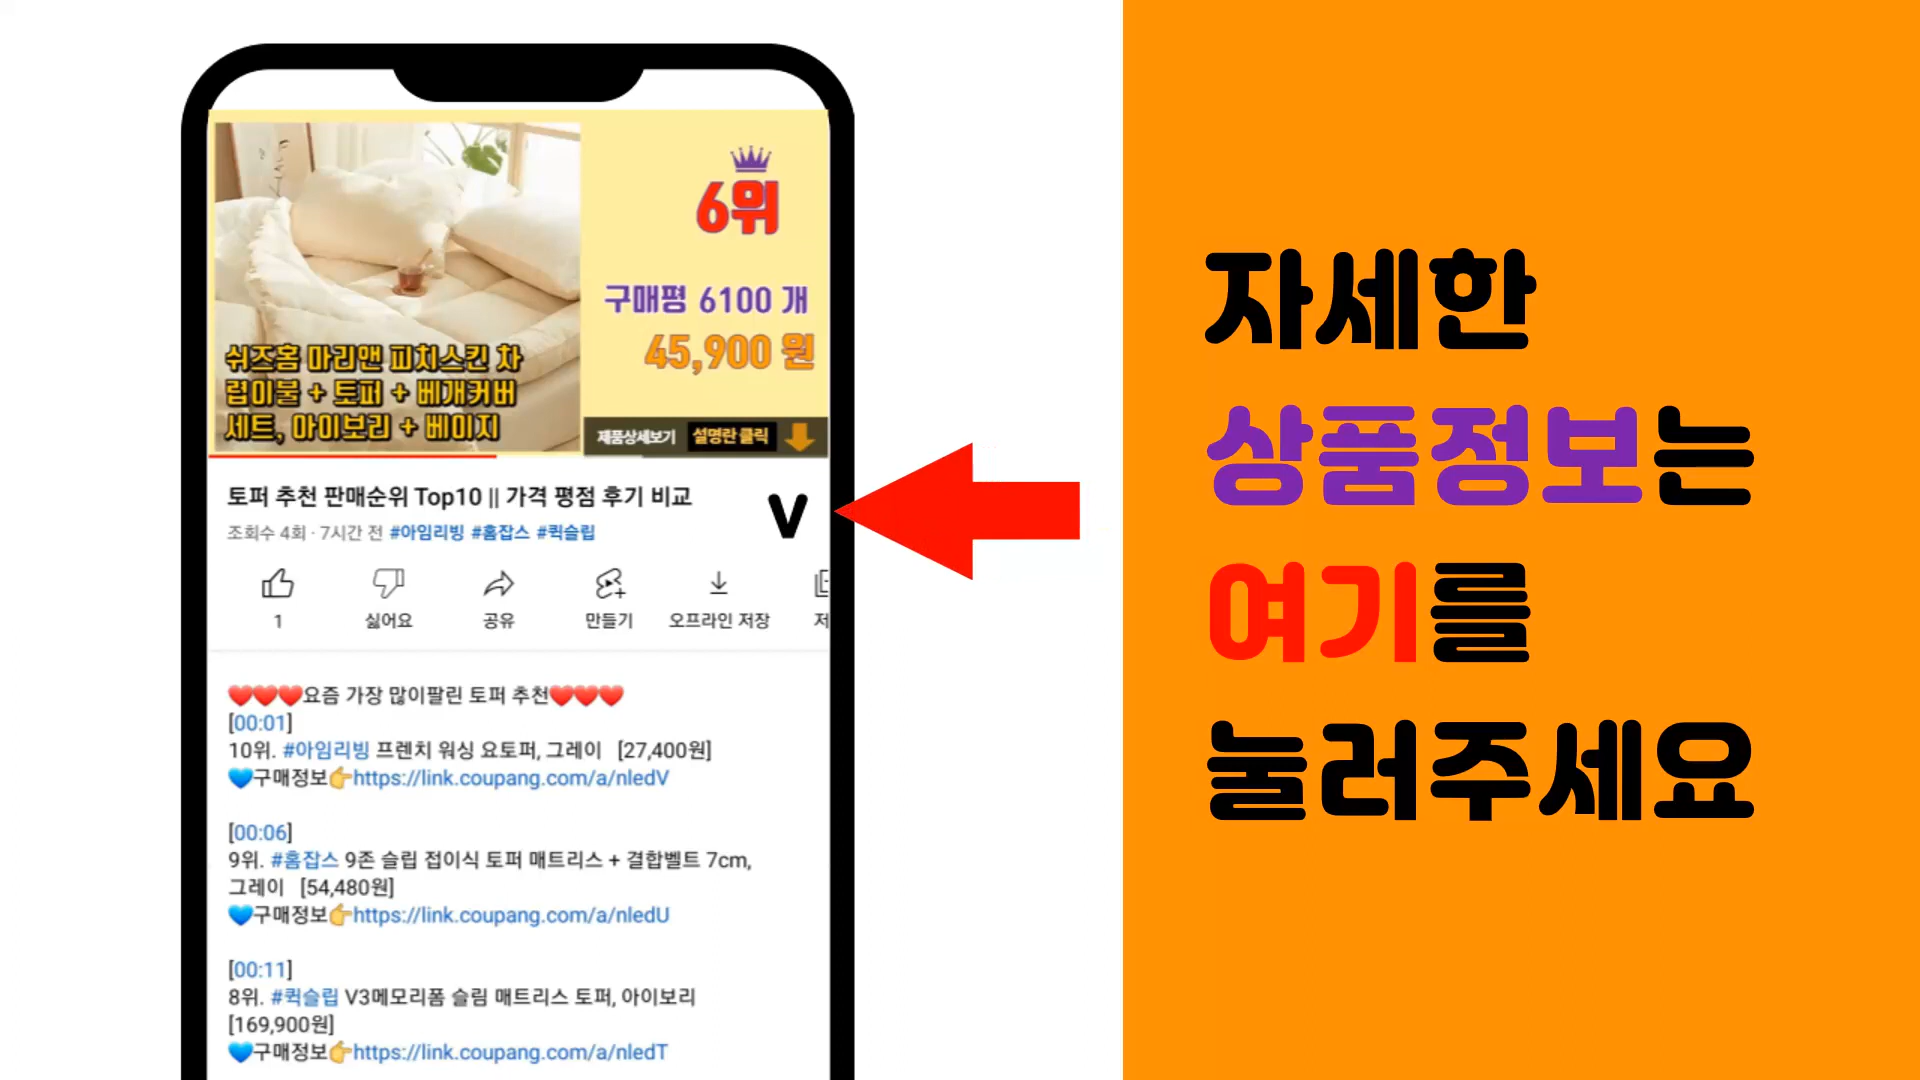 6위
구매평 6100 개
45,900 원
쉬즈홈 마리앤 피치스킨 차
렵이불 + 토퍼 + 베개커버
세트, 아이보리 + 베이지
제품상세보기 설명란 클릭
토퍼 추천 판매순위 Top10 || 가격 평점 후기 비교
V
조회수 4회 · 7시간 전 #아임리빙 #홈잡스 #퀵슬립
1 싫어요 공유 만들기 오프라인 저장 저
❤️❤️❤️요즘 가장 많이팔린 토퍼 추천❤️❤️❤️
[00:01]
10위. #아임리빙 프렌치 워싱 요토퍼, 그레이 [27,400원]
💙구매정보👉https://link.coupang.com/a/nledV
[00:06]
9위. #홈잡스 9존 슬립 접이식 토퍼 매트리스 + 결합벨트 7cm,
그레이 [54,480원]
💙구매정보👉https://link.coupang.com/a/nledU
[00:11]
8위. #퀵슬립 V3메모리폼 슬림 매트리스 토퍼, 아이보리
[169,900원]
💙구매정보👉https://link.coupang.com/a/nledT
자세한
상품정보는
여기를
눌러주세요